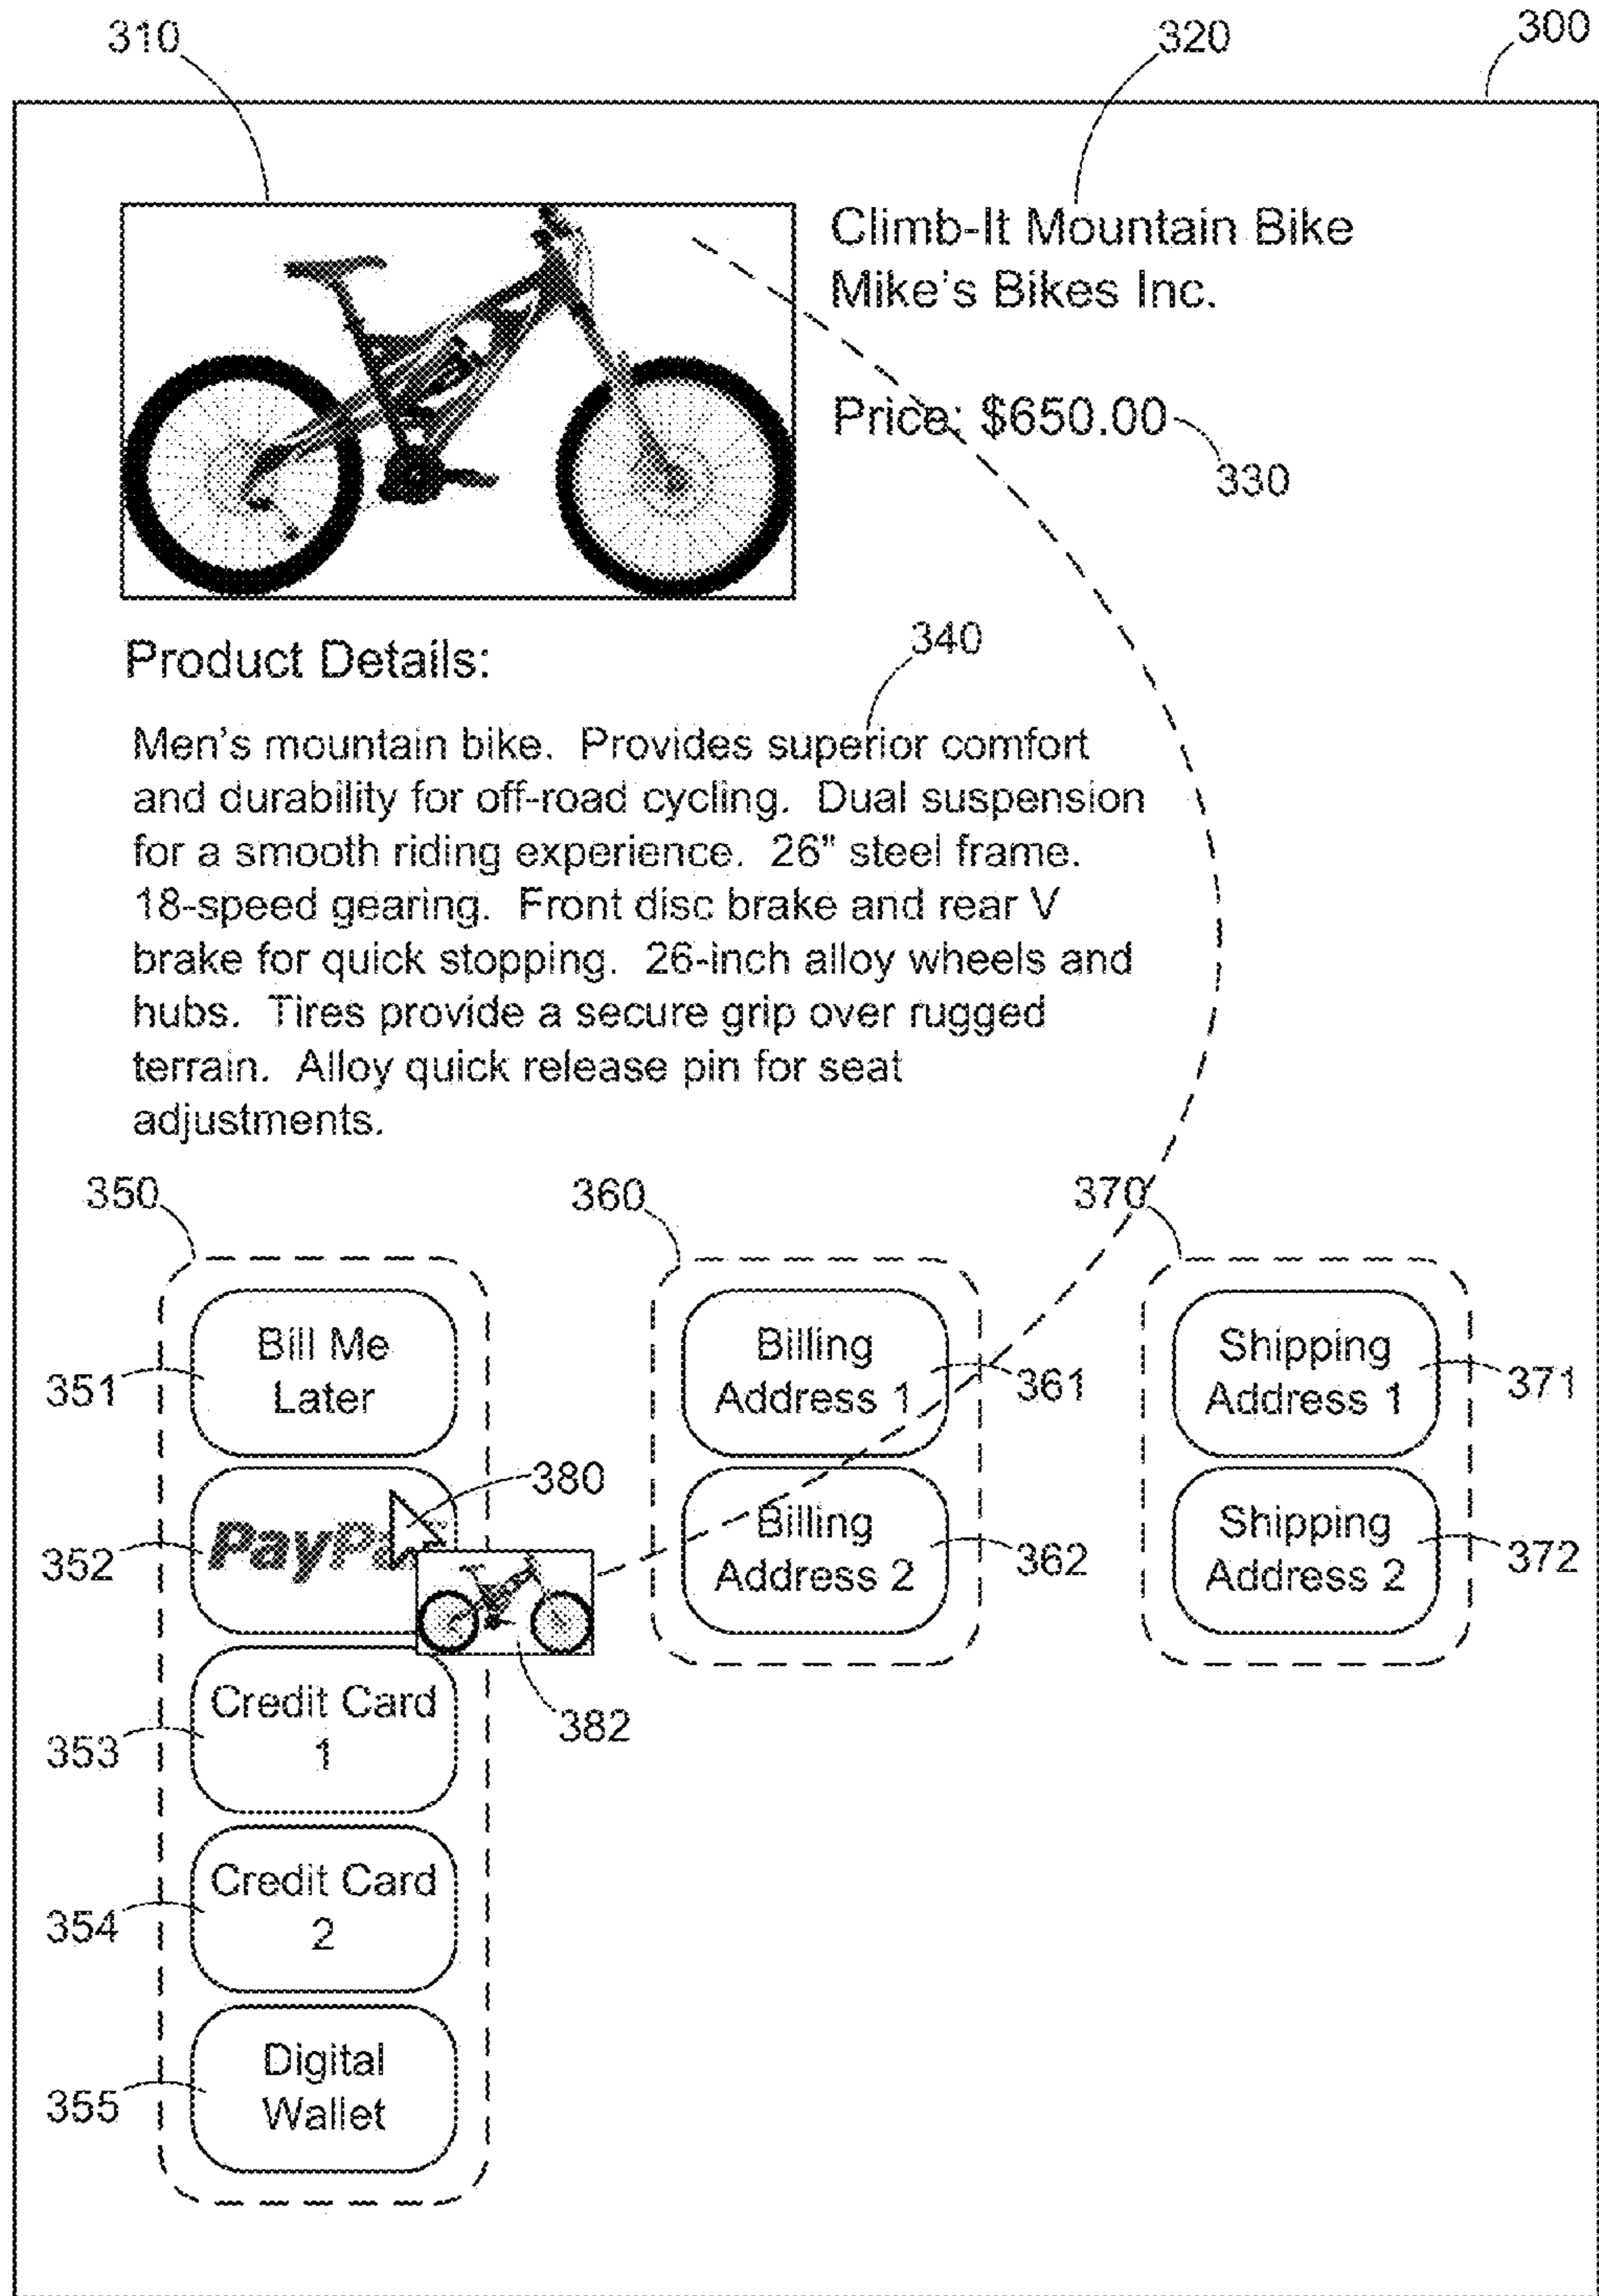 310
320
300
Climb-It Mountain Bike
Mike's Bikes Inc.
Price: $650.00
330
Product Details:
340
Men's mountain bike. Provides superior comfort
and durability for off-road cycling. Dual suspension
for a smooth riding experience. 26" steel frame.
18-speed gearing. Front disc brake and rear V
brake for quick stopping. 26-inch alloy wheels and
hubs. Tires provide a secure grip over rugged
terrain. Alloy quick release pin for seat
adjustments.
350
360
370
Bill Me
Later
351
Billing
Address 1
361
Shipping
Address 1
371
380
352
Billing
Address 2
362
Shipping
Address 2
372
382
Credit Card
1
353
Credit Card
2
354
Digital
Wallet
355